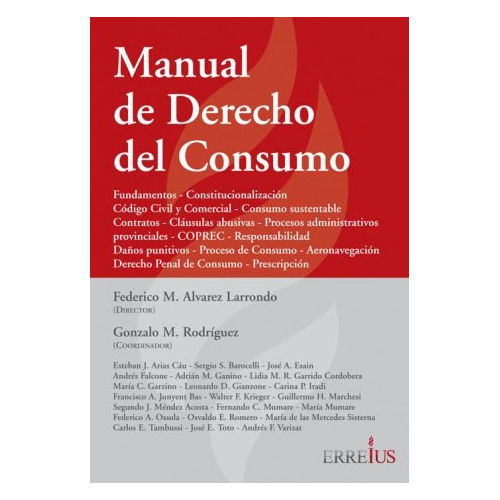 Manual
de Derecho
del Consumo
Fundamentos - Constitucionalización
Código Civil y Comercial - Consumo sustentable
Contratos - Cláusulas abusivas - Procesos administrativos
provinciales - COPREC - Responsabilidad
Daños punitivos - Proceso de Consumo - Aeronavegación
Derecho Penal de Consumo - Prescripción
Federico M. Alvarez Larrondo
(Director)
Gonzalo M. Rodríguez
(Coordinador)
Esteban J. Arias Cáu - Sergio S. Barocelli - José A. Esain
Andrés Falcone - Adrián M. Ganino - Lidia M. R. Garrido Cordobera
María C. Garzino - Leonardo D. Gianzone - Carina P. Iradi
Francisco A. Junyent Bas - Walter F. Krieger - Guillermo H. Marchesi
Segundo J. Méndez Acosta - Fernando C. Mumare - María Mumare
Federico A. Ossola - Osvaldo E. Romero - María de las Mercedes Sisterna
Carlos E. Tambussi - José E. Toto - Andrés F. Varizat
ERREIUS